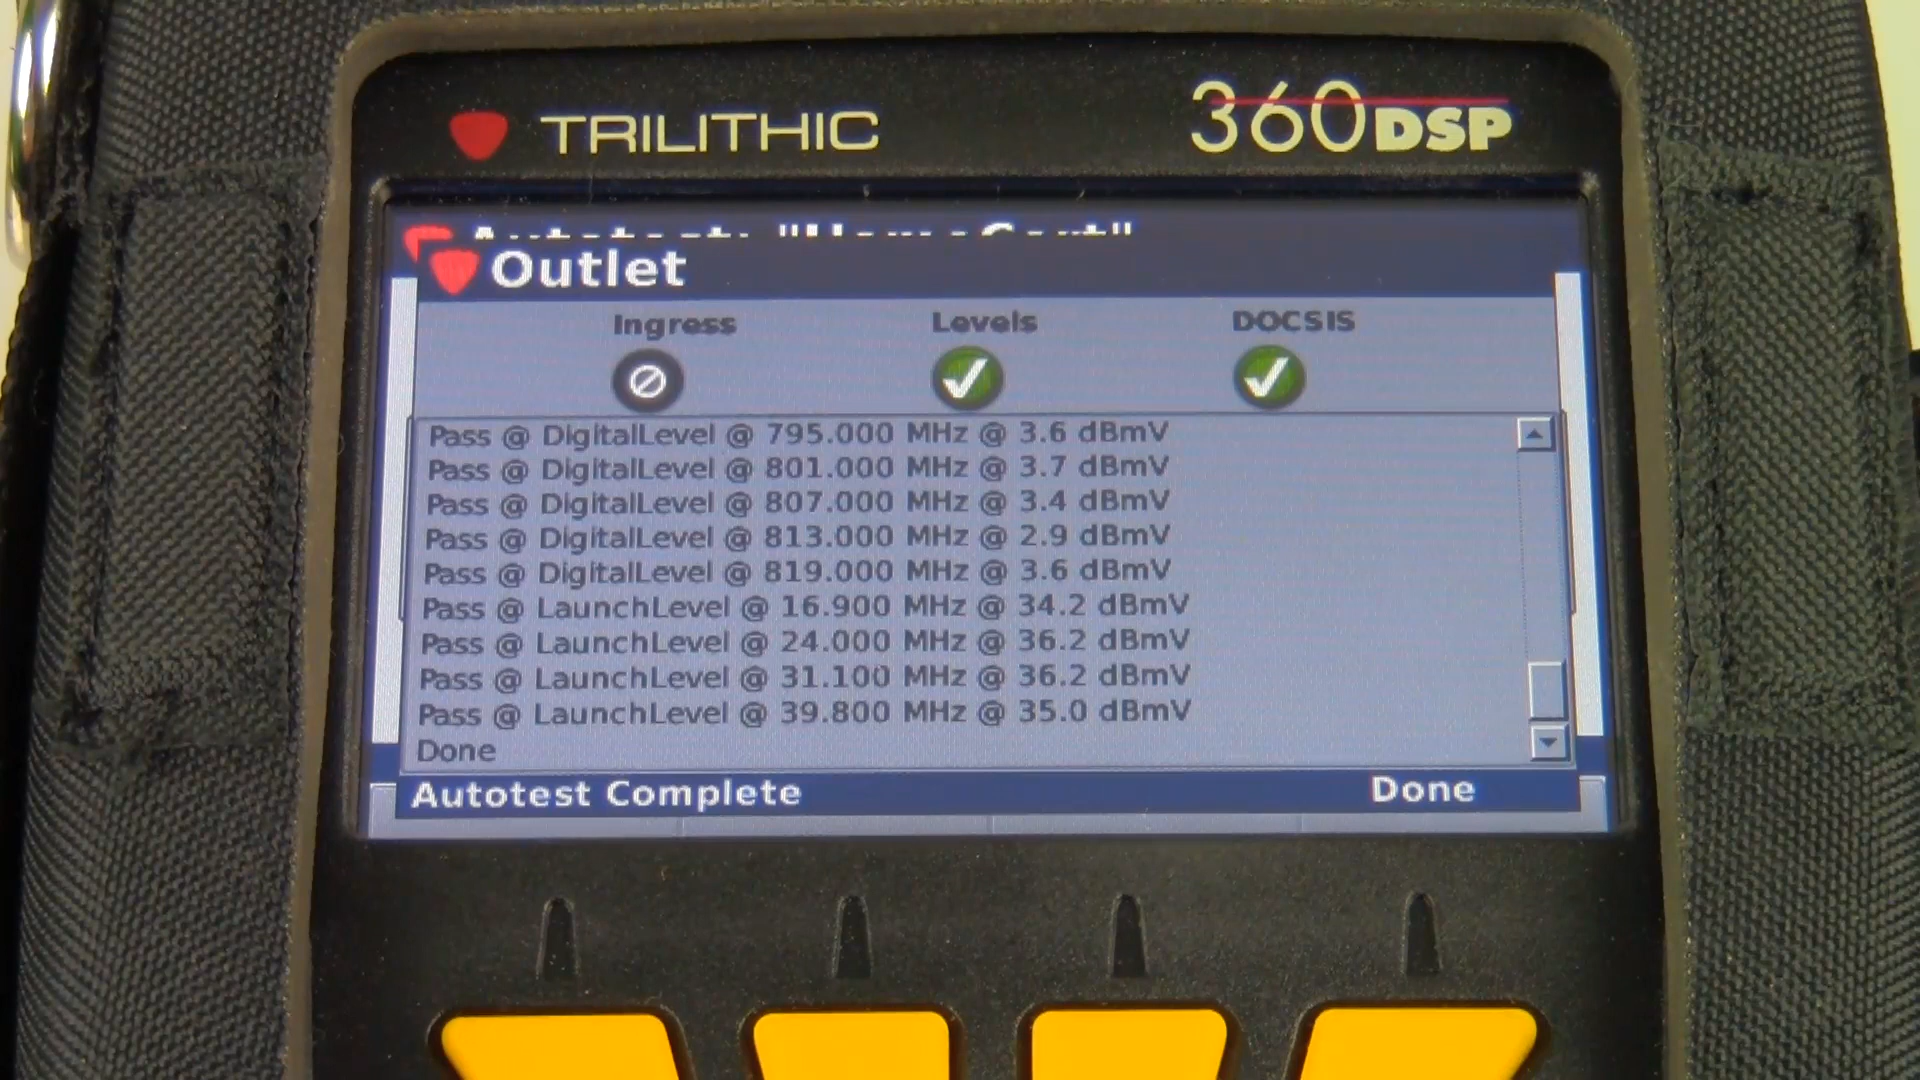 TRILITHIC
360DSP
Outlet
Ingress Levels DOCSIS
Pass @ DigitalLevel @ 795.000 MHz @ 3.6 dBmV
Pass @ DigitalLevel @ 801.000 MHz @ 3.7 dBmV
Pass @ DigitalLevel @ 807.000 MHz @ 3.4 dBmV
Pass @ DigitalLevel @ 813.000 MHz @ 2.9 dBmV
Pass @ DigitalLevel @ 819.000 MHz @ 3.6 dBmV
Pass @ LaunchLevel @ 16.900 MHz @ 34.2 dBmV
Pass @ LaunchLevel @ 24.000 MHz @ 36.2 dBmV
Pass @ LaunchLevel @ 31.100 MHz @ 36.2 dBmV
Pass @ LaunchLevel @ 39.800 MHz @ 35.0 dBmV
Done
Autotest Complete Done